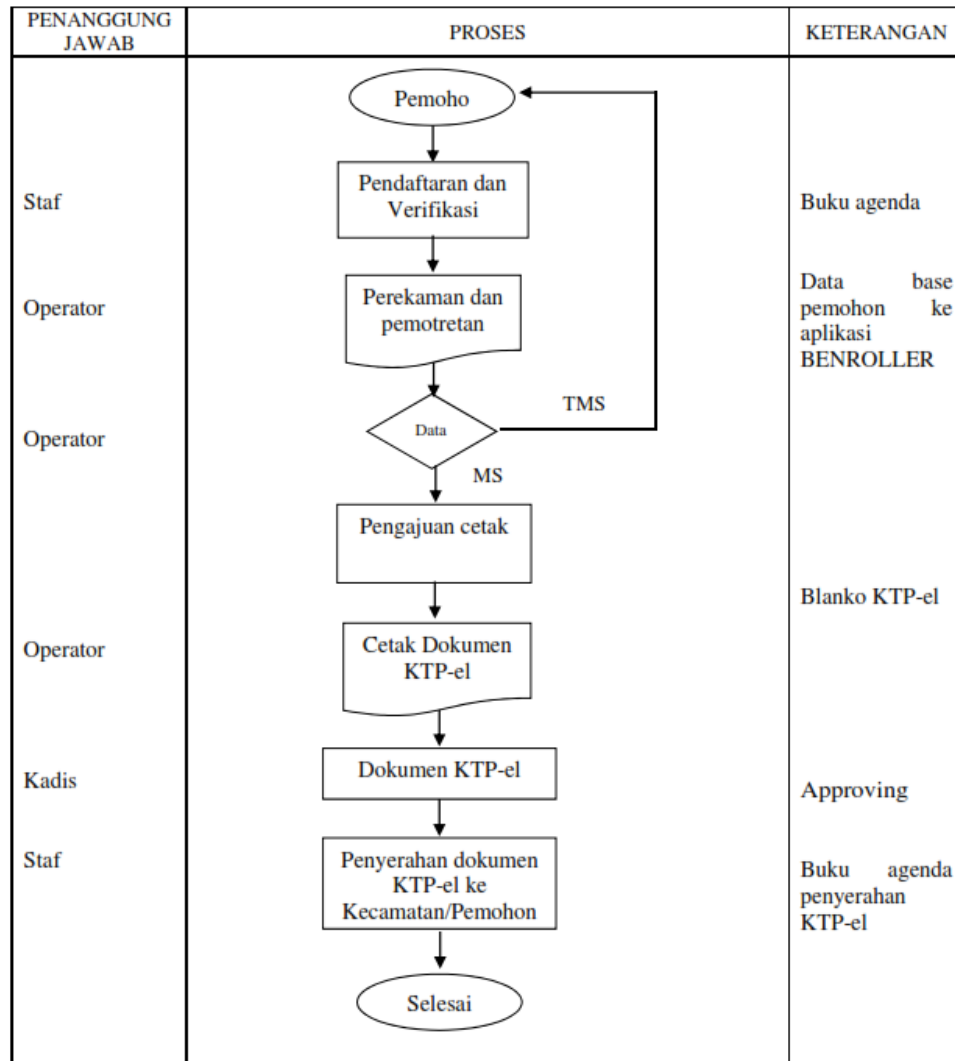 PENANGGUNG
JAWAB
PROSES
KETERANGAN
Pemoho
Staf
Pendaftaran dan
Verifikasi
Buku agenda
Operator
Perekaman dan
pemotretan
Data base
pemohon ke
aplikasi
BENROLLER
TMS
Operator
Data
MS
Pengajuan cetak
Blanko KTP-el
Operator
Cetak Dokumen
KTP-el
Kadis
Dokumen KTP-el
Approving
Staf
Penyerahan dokumen
KTP-el ke
Kecamatan/Pemohon
Buku agenda
penyerahan
KTP-el
Selesai